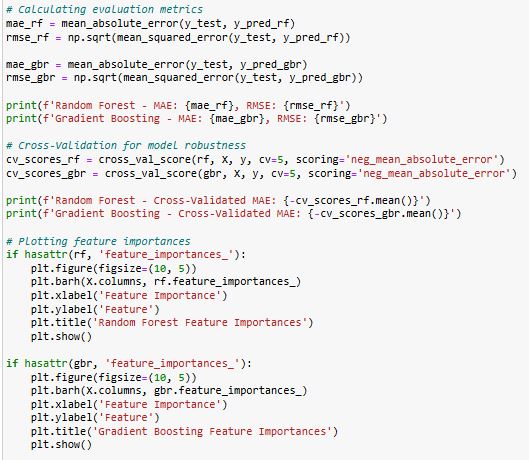 # Calculating evaluation metrics
mae_rf = mean_absolute_error(y_test, y_pred_rf)
rmse_rf = np.sqrt(mean_squared_error(y_test, y_pred_rf))

mae_gbr = mean_absolute_error(y_test, y_pred_gbr)
rmse_gbr = np.sqrt(mean_squared_error(y_test, y_pred_gbr))

print(f'Random Forest - MAE: {mae_rf}, RMSE: {rmse_rf}')
print(f'Gradient Boosting - MAE: {mae_gbr}, RMSE: {rmse_gbr}')

# Cross-Validation for model robustness
cv_scores_rf = cross_val_score(rf, X, y, cv=5, scoring='neg_mean_absolute_error')
cv_scores_gbr = cross_val_score(gbr, X, y, cv=5, scoring='neg_mean_absolute_error')

print(f'Random Forest - Cross-Validated MAE: {-cv_scores_rf.mean()}')
print(f'Gradient Boosting - Cross-Validated MAE: {-cv_scores_gbr.mean()}')

# Plotting feature importances
if hasattr(rf, 'feature_importances_'):
    plt.figure(figsize=(10, 5))
    plt.barh(X.columns, rf.feature_importances_)
    plt.xlabel('Feature Importance')
    plt.ylabel('Feature')
    plt.title('Random Forest Feature Importances')
    plt.show()

if hasattr(gbr, 'feature_importances_'):
    plt.figure(figsize=(10, 5))
    plt.barh(X.columns, gbr.feature_importances_)
    plt.xlabel('Feature Importance')
    plt.ylabel('Feature')
    plt.title('Gradient Boosting Feature Importances')
    plt.show()